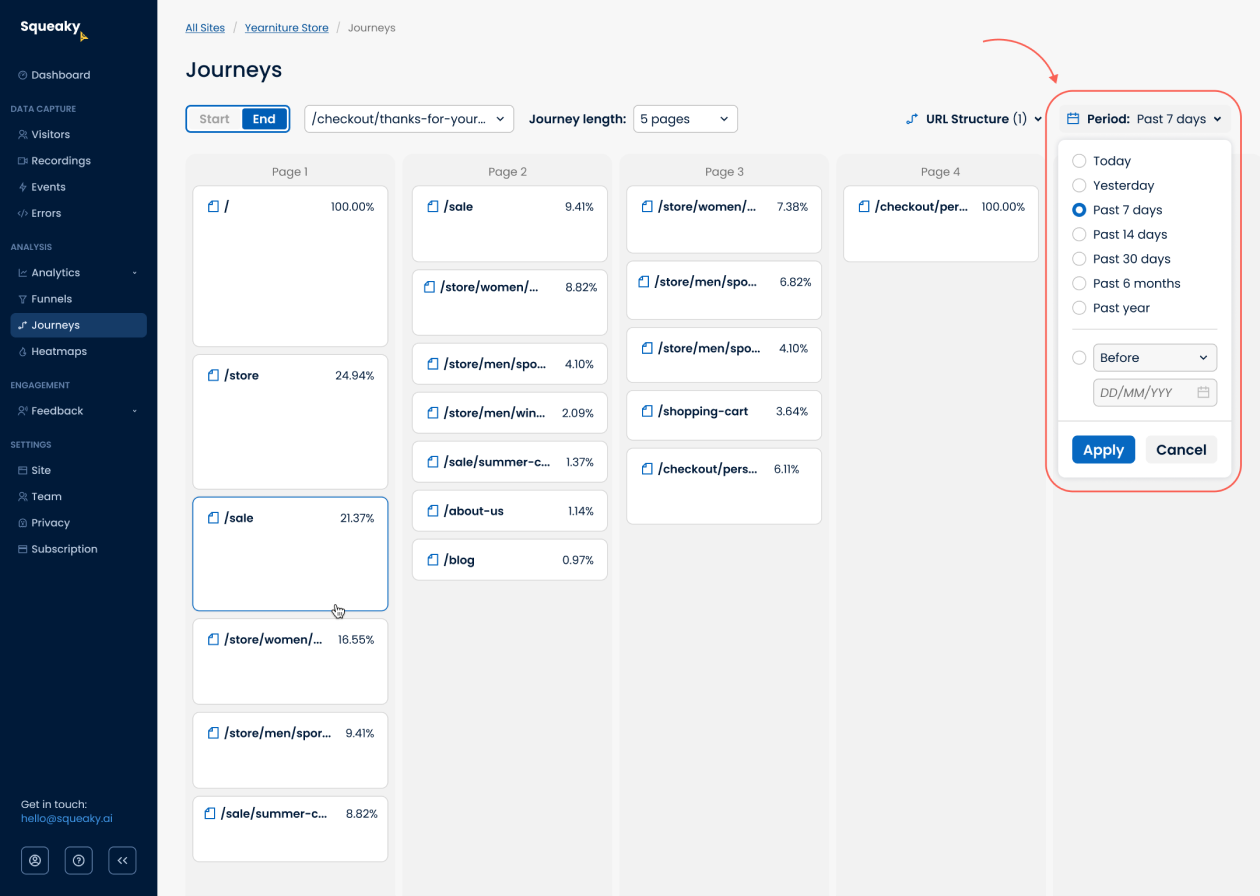 Squeaky
Dashboard
DATA CAPTURE
Visitors
Recordings
Events
Errors
ANALYSIS
Analytics
Funnels
Journeys
Heatmaps
ENGAGEMENT
Feedback
SETTINGS
Site
Team
Privacy
Subscription
Get in touch:
hello@squeaky.ai
All Sites / Yearniture Store / Journeys
Journeys
Start End /checkout/thanks-for-your... Journey length: 5 pages URL Structure (1) Period: Past 7 days
Page 1
/ 100.00%
/store 24.94%
/sale 21.37%
/store/women/... 16.55%
/store/men/spor... 9.41%
/sale/summer-c... 8.82%
Page 2
/sale 9.41%
/store/women/... 8.82%
/store/men/spo... 4.10%
/store/men/win... 2.09%
/sale/summer-c... 1.37%
/about-us 1.14%
/blog 0.97%
Page 3
/store/women/... 7.38%
/store/men/spo... 6.82%
/store/men/spo... 4.10%
/shopping-cart 3.64%
/checkout/pers... 6.11%
Page 4
/checkout/per... 100.00%
Today
Yesterday
Past 7 days
Past 14 days
Past 30 days
Past 6 months
Past year
Before
DD/MM/YYY
Apply Cancel